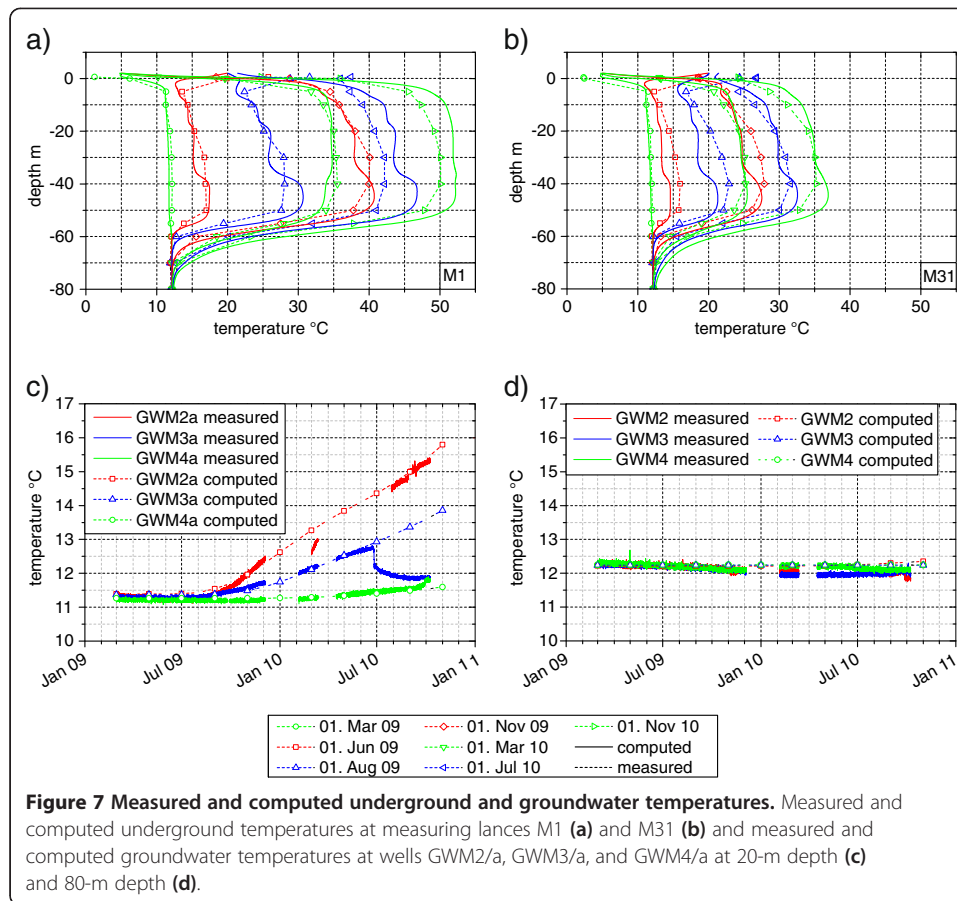 a)
b)
0
-20
-40
-60
-80
depth m
0 10 20 30 40 50
temperature °C
M1
0
-20
-40
-60
-80
depth m
0 10 20 30 40 50
temperature °C
M31
c)
d)
17
16
15
14
13
12
11
10
temperature °C
GWM2a measured
GWM3a measured
GWM4a measured
GWM2a computed
GWM3a computed
GWM4a computed
Jan 09 Jul 09 Jan 10 Jul 10 Jan 11
17
16
15
14
13
12
11
10
temperature °C
GWM2 measured GWM2 computed
GWM3 measured GWM3 computed
GWM4 measured GWM4 computed
Jan 09 Jul 09 Jan 10 Jul 10 Jan 11
01. Mar 09 01. Nov 09 01. Nov 10
01. Jun 09 01. Mar 10 computed
01. Aug 09 01. Jul 10 measured
Figure 7 Measured and computed underground and groundwater temperatures. Measured and
computed underground temperatures at measuring lances M1 (a) and M31 (b) and measured and
computed groundwater temperatures at wells GWM2/a, GWM3/a, and GWM4/a at 20-m depth (c)
and 80-m depth (d).